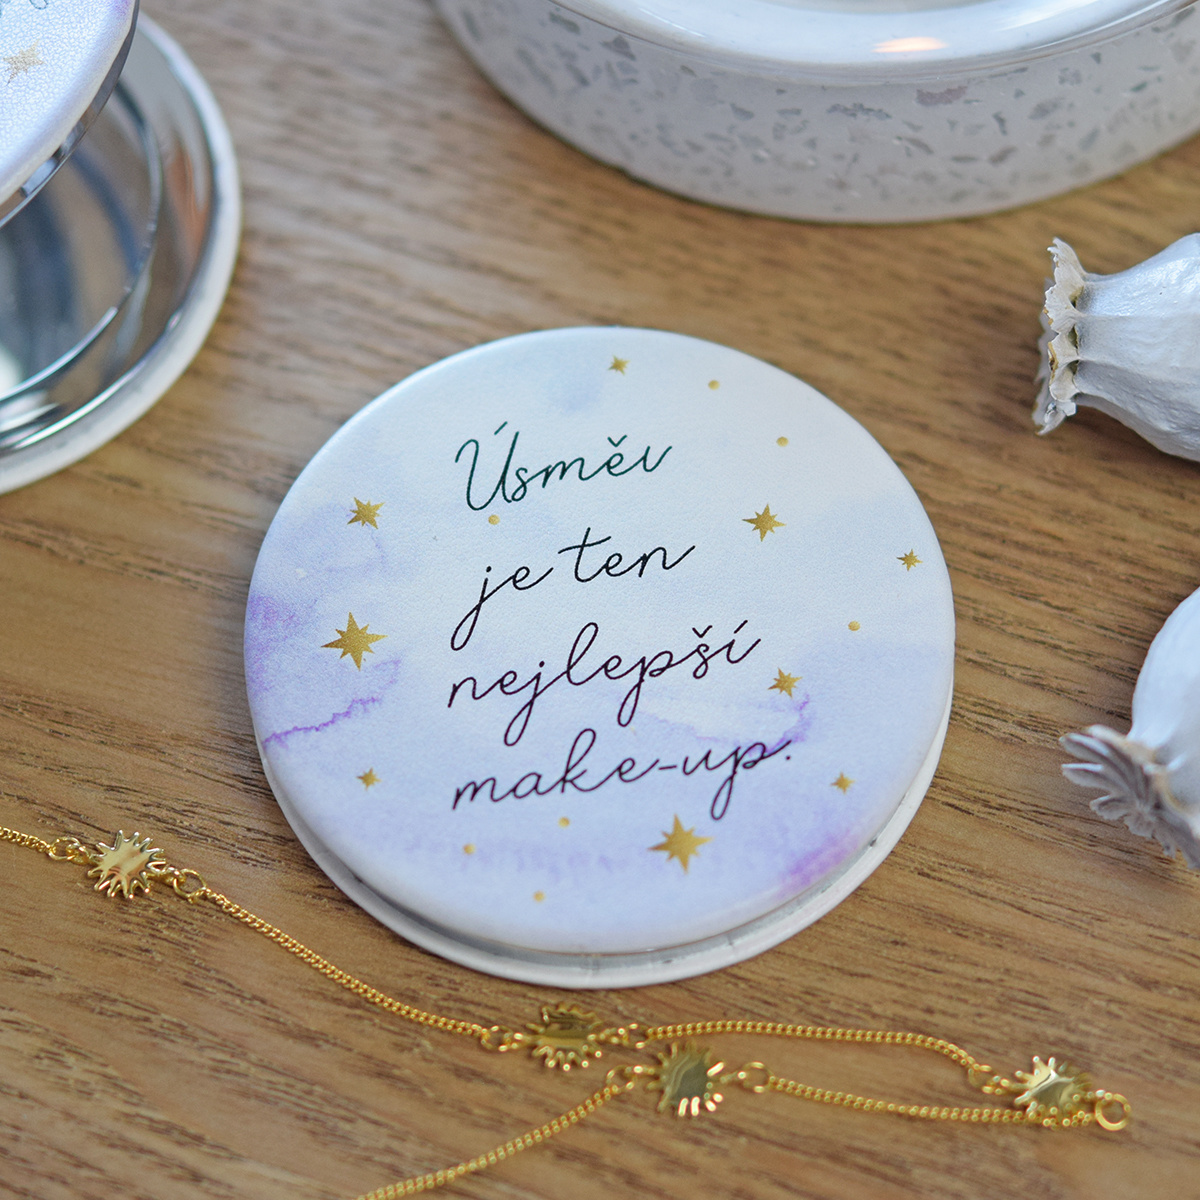 Úsměv
je ten
nejlepší
make-up.